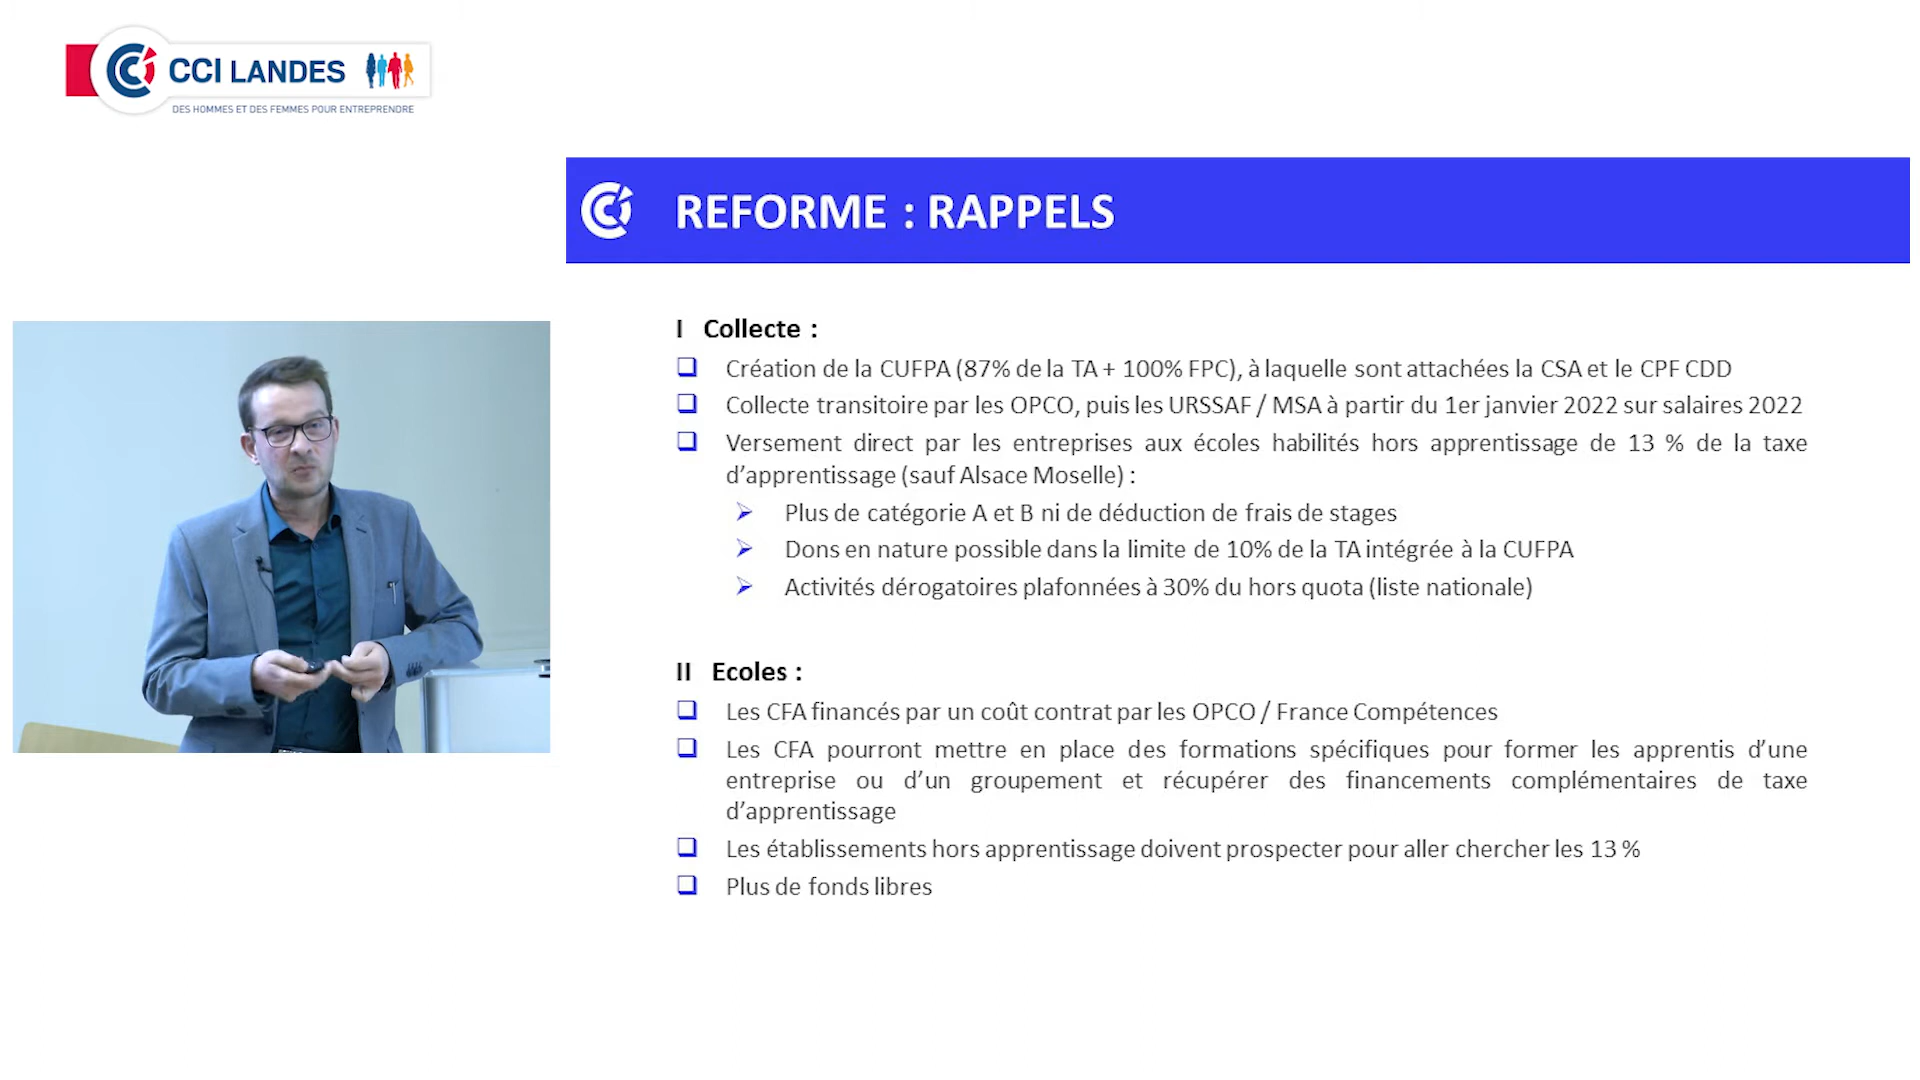 CCI LANDES
DES HOMMES ET DES FEMMES POUR ENTREPRENDRE
REFORME : RAPPELS
I Collecte :
Création de la CUFPA (87% de la TA + 100% FPC), à laquelle sont attachées la CSA et le CPF CDD
Collecte transitoire par les OPCO, puis les URSSAF / MSA à partir du 1er janvier 2022 sur salaires 2022
Versement direct par les entreprises aux écoles habilités hors apprentissage de 13 % de la taxe
d’apprentissage (sauf Alsace Moselle) :
Plus de catégorie A et B ni de déduction de frais de stages
Dons en nature possible dans la limite de 10% de la TA intégrée à la CUFPA
Activités dérogatoires plafonnées à 30% du hors quota (liste nationale)
II Ecoles :
Les CFA financés par un coût contrat par les OPCO / France Compétences
Les CFA pourront mettre en place des formations spécifiques pour former les apprentis d’une
entreprise ou d’un groupement et récupérer des financements complémentaires de taxe
d’apprentissage
Les établissements hors apprentissage doivent prospecter pour aller chercher les 13 %
Plus de fonds libres